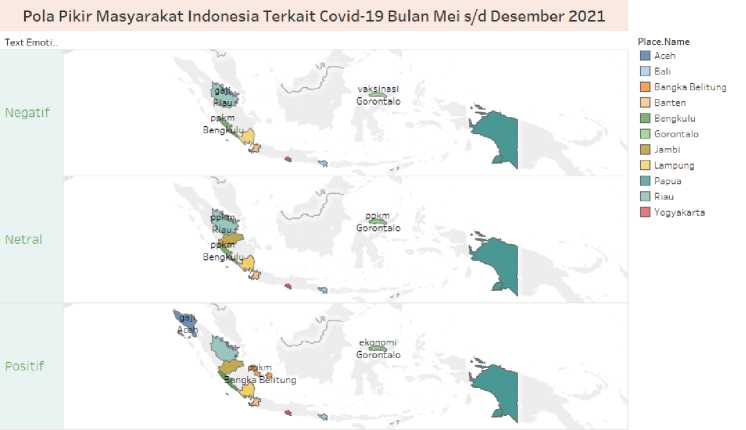 Pola Pikir Masyarakat Indonesia Terkait Covid-19 Bulan Mei s/d Desember 2021
Text Emoti..
Place.Name
Aceh
Bali
Bangka Belitung
Banten
Bengkulu
Gorontalo
Jambi
Lampung
Papua
Riau
Yogyakarta
Negatif
gaji
Riau
ppkm
Bengkulu
vaksinasi
Gorontalo
Netral
ppkm
Riau
ppkm
Bengkulu
ppkm
Gorontalo
Positif
gaji
Aceh
ppkm
Bangka Belitung
ekonomi
Gorontalo